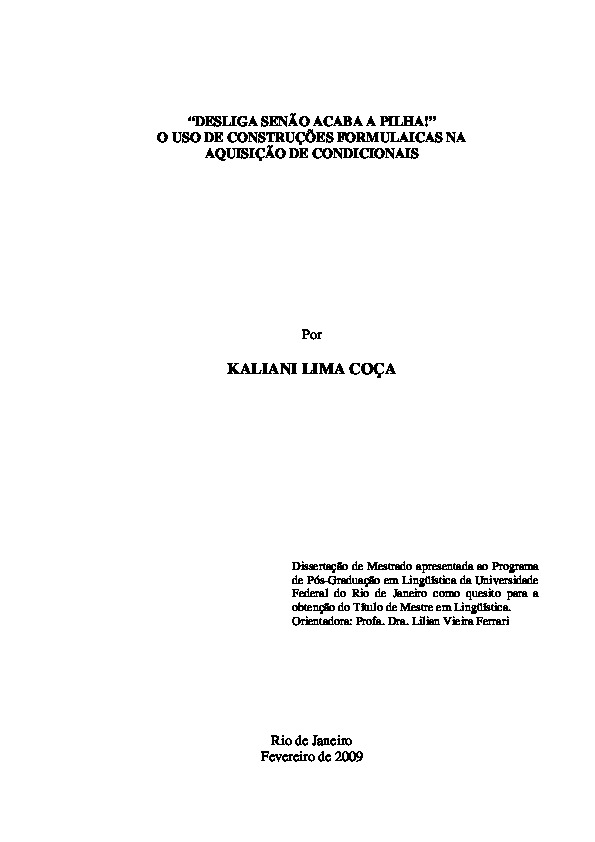 “DESLIGA SENÃO ACABA A PILHA!”
O USO DE CONSTRUÇÕES FORMULAICAS NA
AQUISIÇÃO DE CONDICIONAIS
Por
KALIANI LIMA COÇA
Dissertação de Mestrado apresentada ao Programa
de Pós-Graduação em Lingüística da Universidade
Federal do Rio de Janeiro como quesito para a
obtenção do Título de Mestre em Lingüística.
Orientadora: Profa. Dra. Lilian Vieira Ferrari
Rio de Janeiro
Fevereiro de 2009